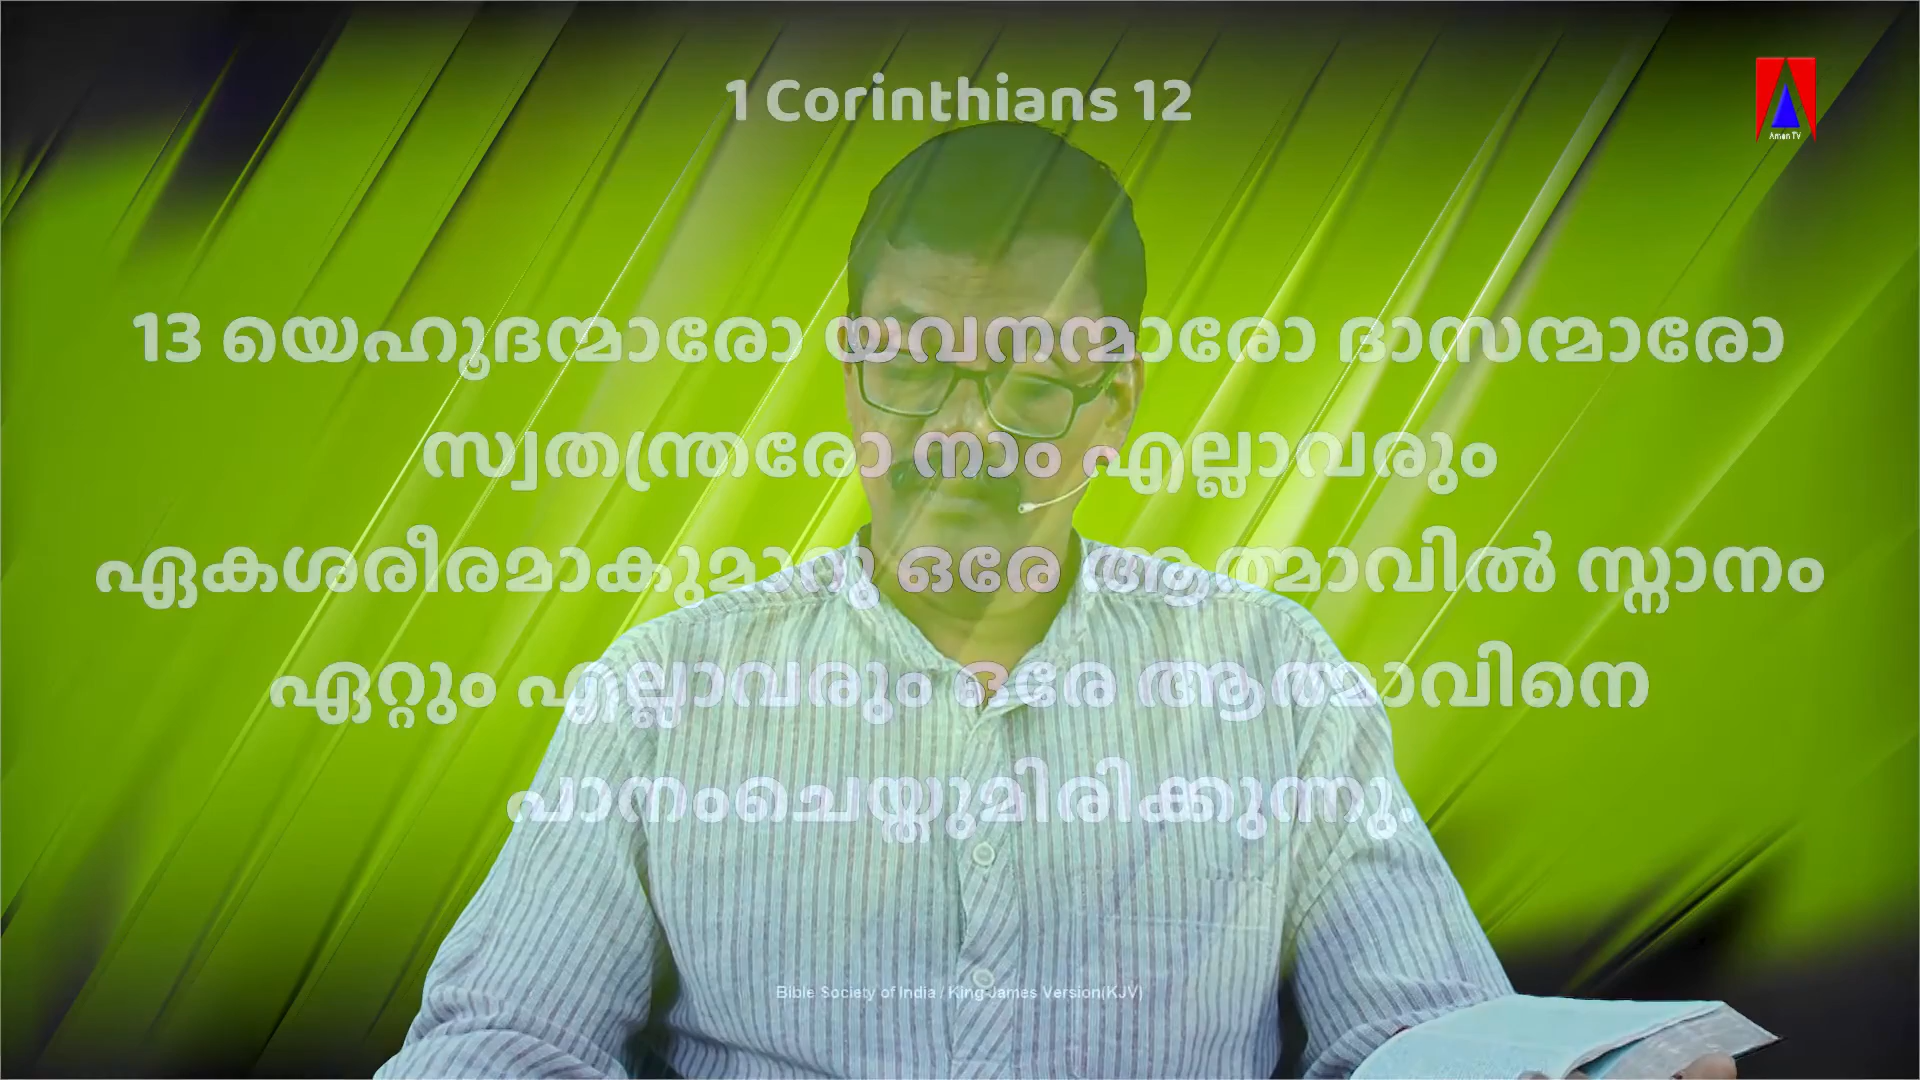 1 Corinthians 12
Amen TV
13 യെഹൂദന്മാരോ യവനന്മാരോ ദാസന്മാരോ
സ്വതന്ത്രരോ നാം എല്ലാവരും
ഏകശരീരമാകുമാറു ഒരേ ആത്മാവിൽ സ്നാനം
ഏറ്റും എല്ലാവരും ഒരേ ആത്മാവിനെ
പാനംചെയ്തുമിരിക്കുന്നു.
Bible Society of India / King James Version(KJV)